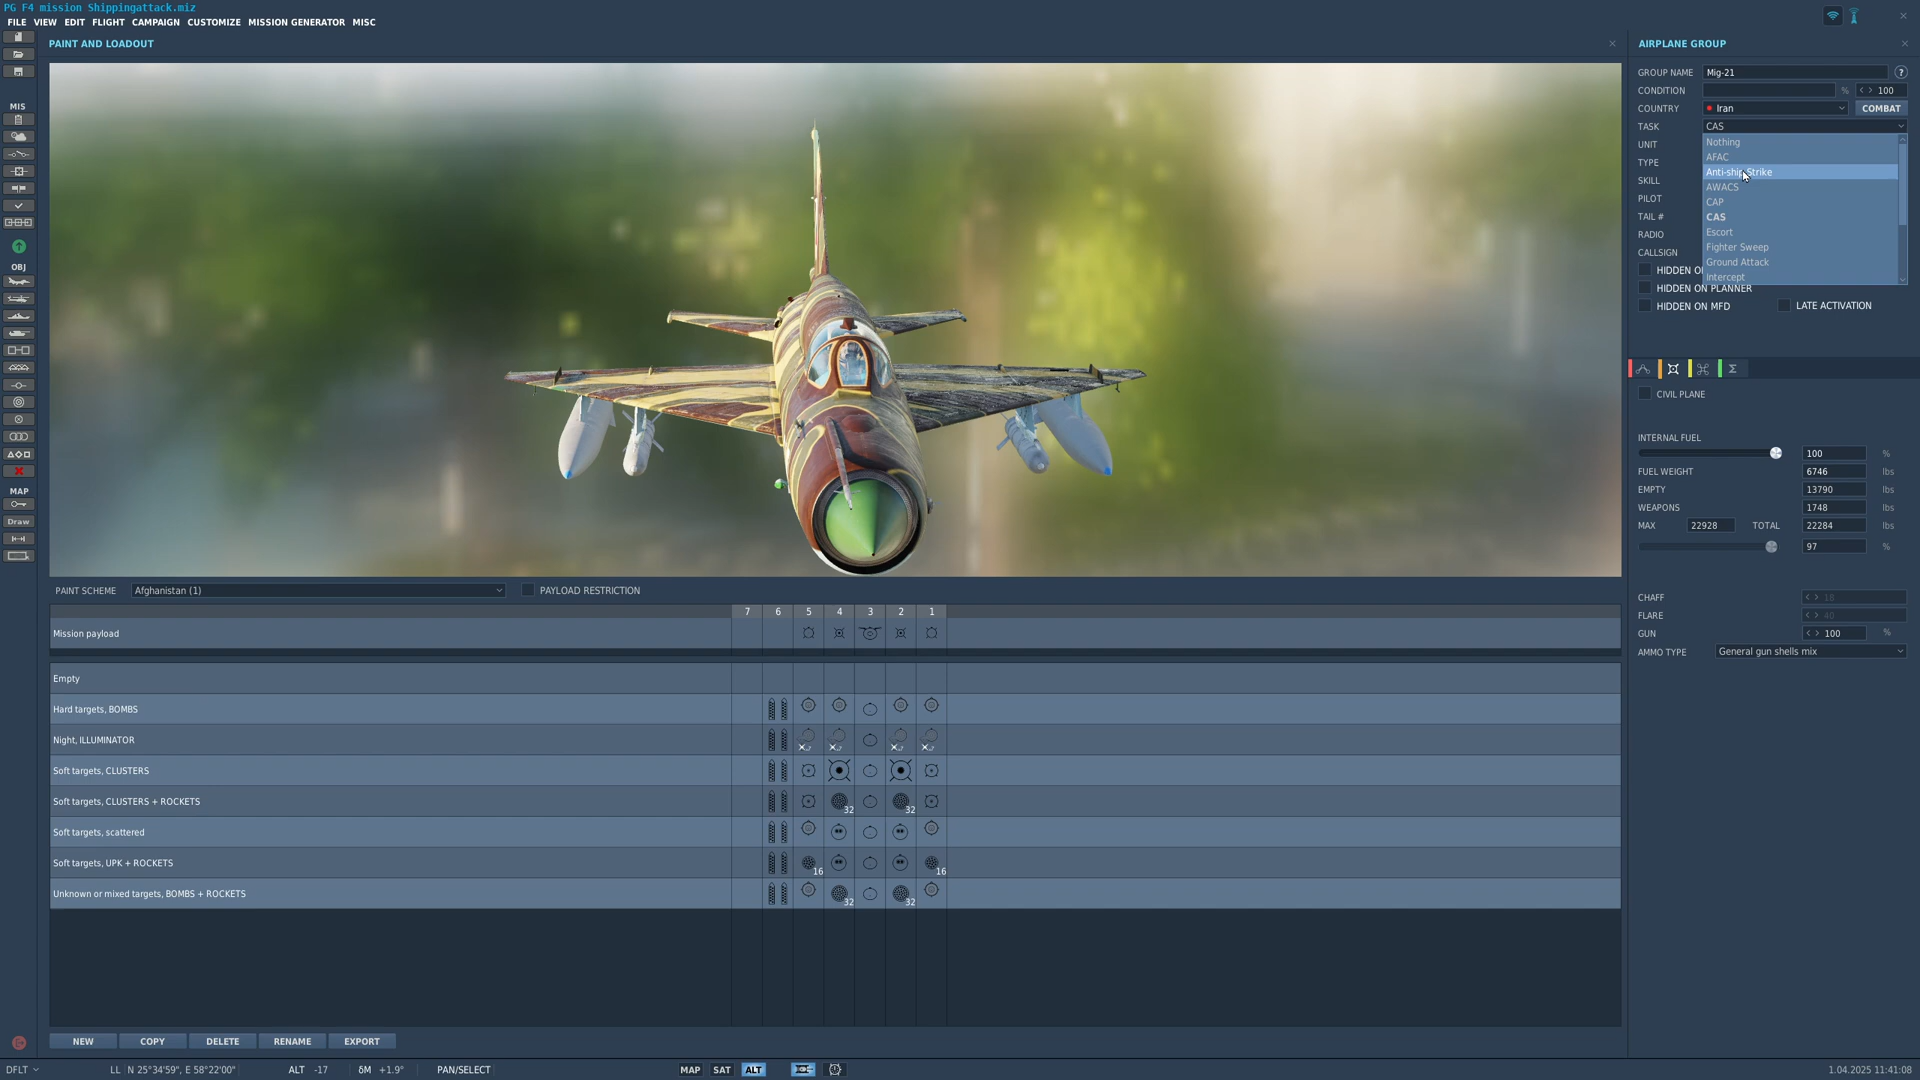 PG F4 mission Shippingattack.miz
FILE VIEW EDIT FLIGHT CAMPAIGN CUSTOMIZE MISSION GENERATOR MISC
PAINT AND LOADOUT
AIRPLANE GROUP
GROUP NAME Mig-21 ?
CONDITION % < > 100
COUNTRY Iran COMBAT
TASK CAS
Nothing
AFAC
Anti-ship Strike
AWACS
CAP
CAS
Escort
Fighter Sweep
Ground Attack
Intercept
UNIT
TYPE
SKILL
PILOT
TAIL #
RADIO
CALLSIGN
HIDDEN O
HIDDEN ON PLANNER
HIDDEN ON MFD LATE ACTIVATION
CIVIL PLANE
INTERNAL FUEL
100 %
FUEL WEIGHT 6746 lbs
EMPTY 13790 lbs
WEAPONS 1748 lbs
MAX 22928 TOTAL 22284 lbs
97 %
CHAFF < > 18
FLARE < > 40
GUN < > 100 %
AMMO TYPE General gun shells mix
MIS
OBJ
MAP
Draw
PAINT SCHEME Afghanistan (1) PAYLOAD RESTRICTION
7 6 5 4 3 2 1
Mission payload
Empty
Hard targets, BOMBS
Night, ILLUMINATOR
Soft targets, CLUSTERS
Soft targets, CLUSTERS + ROCKETS 32 32
Soft targets, scattered
Soft targets, UPK + ROCKETS 16 16
Unknown or mixed targets, BOMBS + ROCKETS 32 32
NEW COPY DELETE RENAME EXPORT
DFLT LL N 25°34'59", E 58°22'00" ALT -17 δM +1.9° PAN/SELECT MAP SAT ALT 1.04.2025 11:41:08